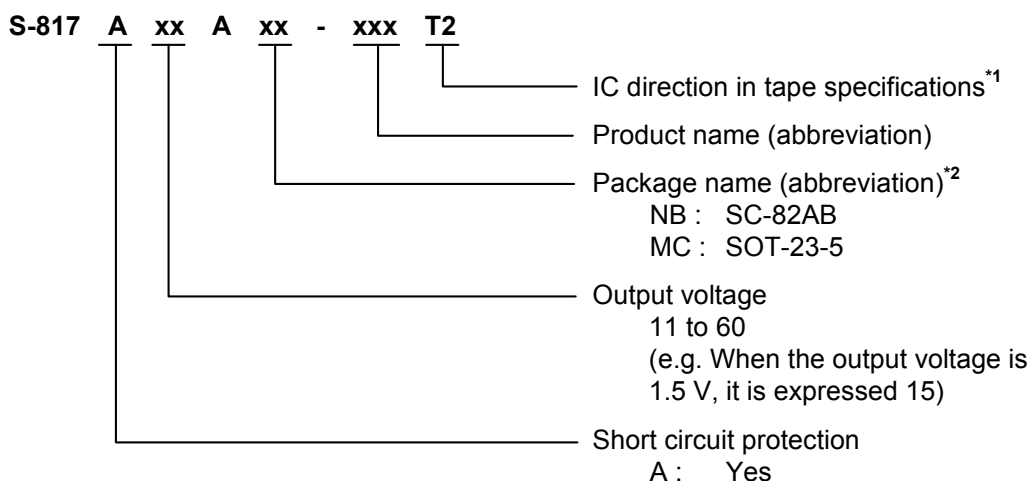 S-817 A xx A xx - xxx T2
IC direction in tape specifications*1
Product name (abbreviation)
Package name (abbreviation)*2
NB : SC-82AB
MC : SOT-23-5
Output voltage
11 to 60
(e.g. When the output voltage is
1.5 V, it is expressed 15)
Short circuit protection
A : Yes